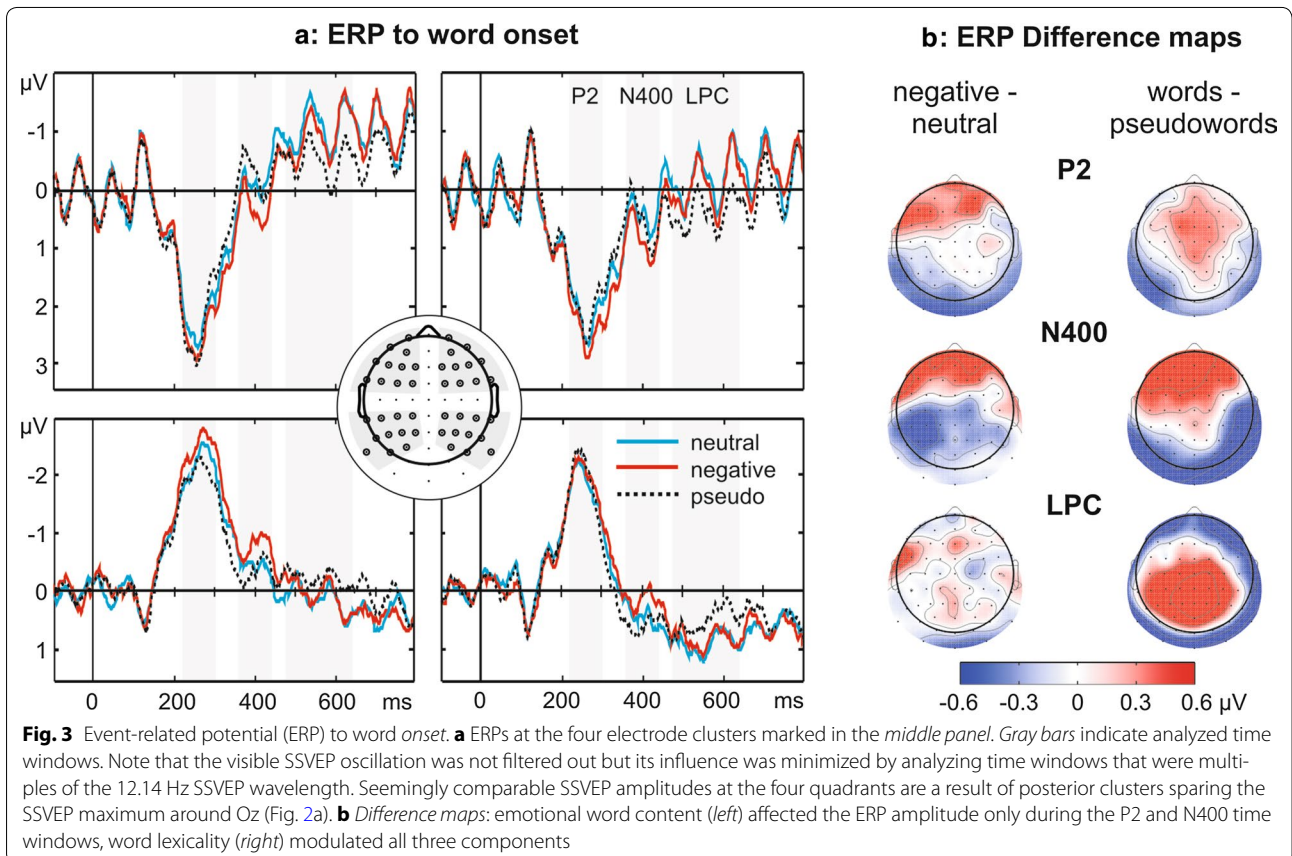 a: ERP to word onset
b: ERP Difference maps
µV
-1
0
1
2
3
0
200
400
600
P2
N400
LPC
0
200
400
600
negative -
neutral
words -
pseudowords
P2
N400
LPC
µV
-2
-1
0
1
0
200
400
600
ms
neutral
negative
pseudo
0
200
400
600
ms
-0.6
-0.3
0
0.3
0.6 µV
Fig. 3 Event-related potential (ERP) to word onset. a ERPs at the four electrode clusters marked in the middle panel. Gray bars indicate analyzed time
windows. Note that the visible SSVEP oscillation was not filtered out but its influence was minimized by analyzing time windows that were multi-
ples of the 12.14 Hz SSVEP wavelength. Seemingly comparable SSVEP amplitudes at the four quadrants are a result of posterior clusters sparing the
SSVEP maximum around Oz (Fig. 2a). b Difference maps: emotional word content (left) affected the ERP amplitude only during the P2 and N400 time
windows, word lexicality (right) modulated all three components